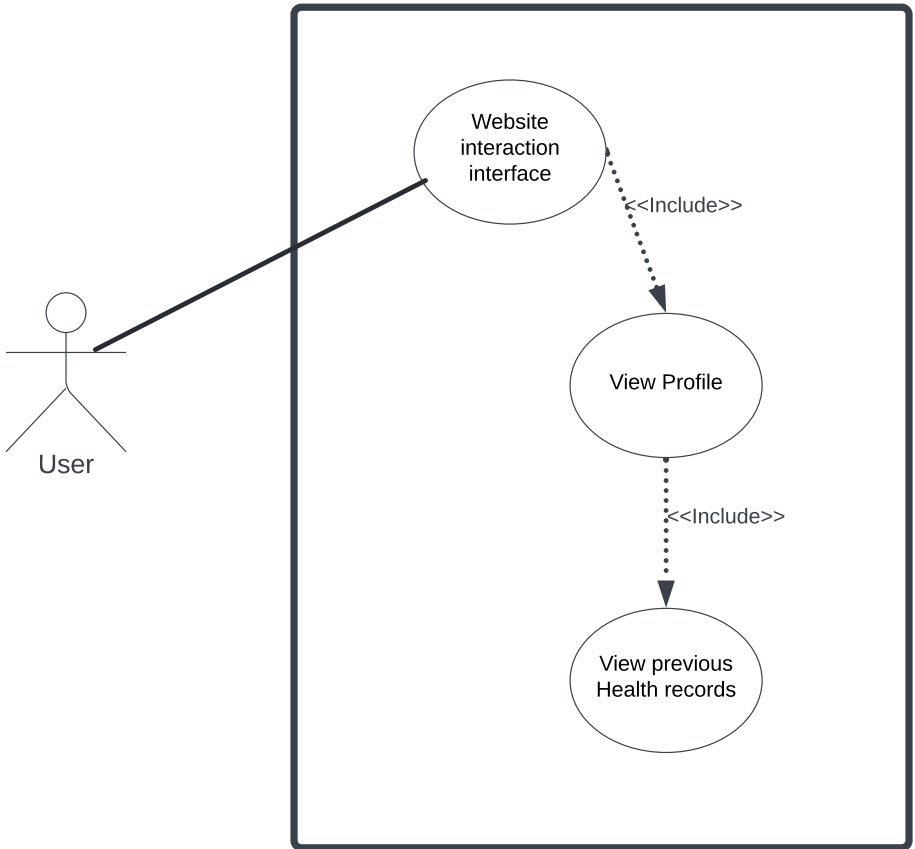 Website
interaction
interface
<<Include>>
View Profile
User
<<Include>>
View previous
Health records